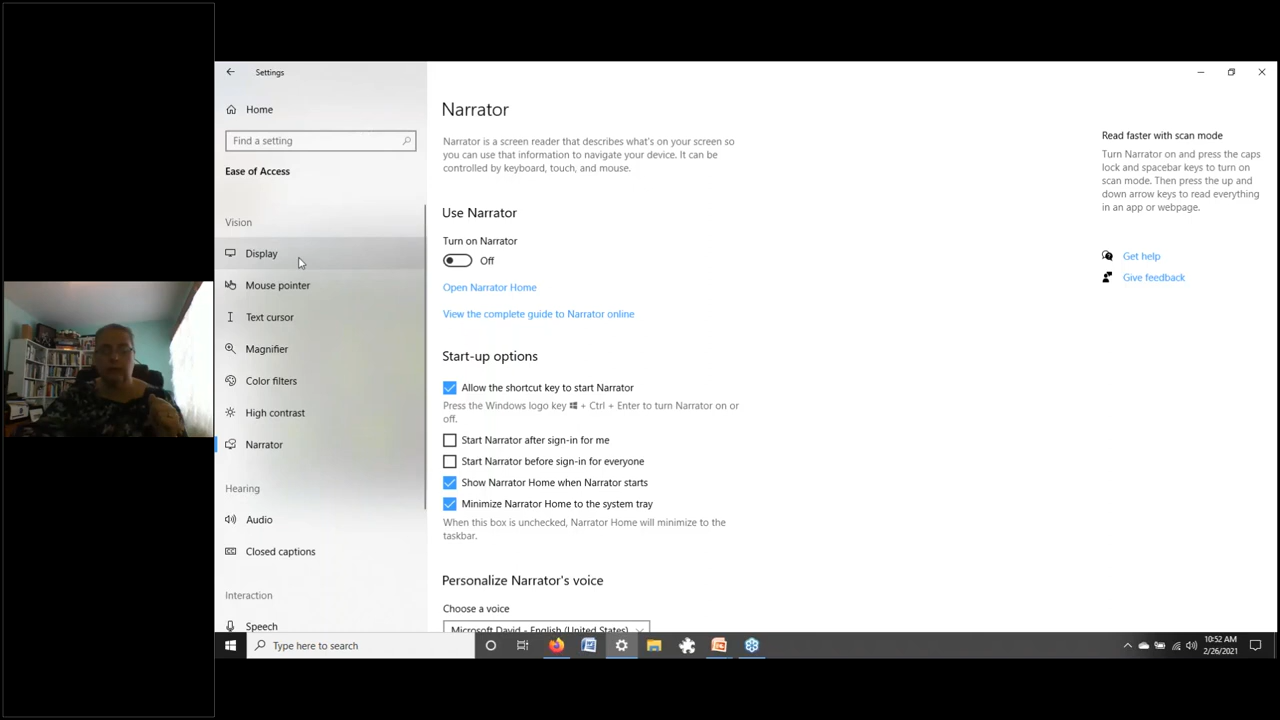 Settings
Home
Find a setting
Ease of Access
Vision
Display
Mouse pointer
Text cursor
Magnifier
Color filters
High contrast
Narrator
Hearing
Audio
Closed captions
Interaction
Speech
Narrator
Narrator is a screen reader that describes what's on your screen so
you can use that information to navigate your device. It can be
controlled by keyboard, touch, and mouse.
Use Narrator
Turn on Narrator
Off
Open Narrator Home
View the complete guide to Narrator online
Start-up options
Allow the shortcut key to start Narrator
Press the Windows logo key + Ctrl + Enter to turn Narrator on or
off.
Start Narrator after sign-in for me
Start Narrator before sign-in for everyone
Show Narrator Home when Narrator starts
Minimize Narrator Home to the system tray
When this box is unchecked, Narrator Home will minimize to the
taskbar.
Personalize Narrator's voice
Choose a voice
Microsoft David - English (United States)
Read faster with scan mode
Turn Narrator on and press the caps
lock and spacebar keys to turn on
scan mode. Then press the up and
down arrow keys to read everything
in an app or webpage.
Get help
Give feedback
Type here to search
10:52 AM
2/26/2021